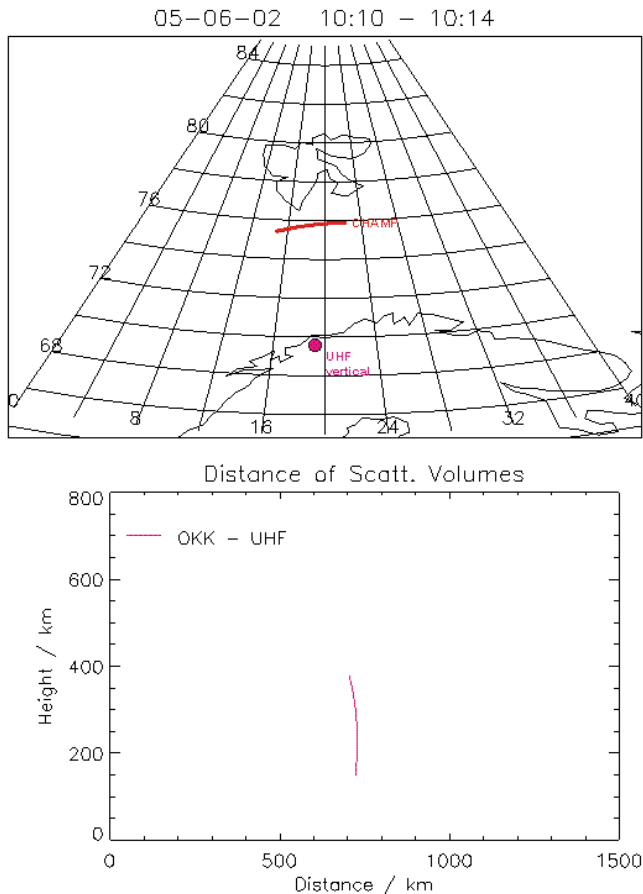 05-06-02 10:10 - 10:14
84
80
76
72
68
CHAMP
UHF
vertical
0
8
16
24
32
40
Distance of Scatt. Volumes
OKK - UHF
800
600
400
200
0
Height / km
0 500 1000 1500
Distance / km